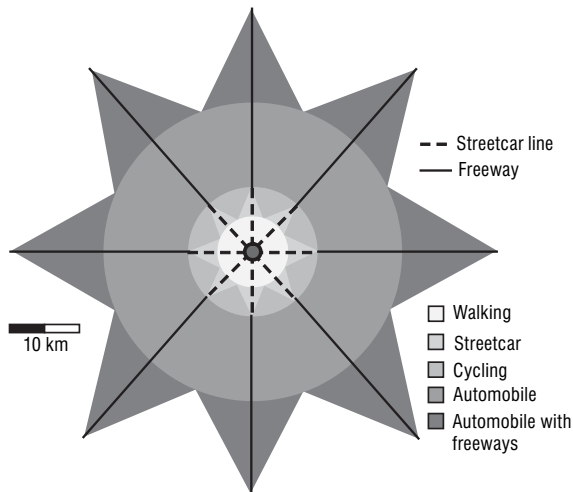 Streetcar line
Freeway
10 km
Walking
Streetcar
Cycling
Automobile
Automobile with
freeways